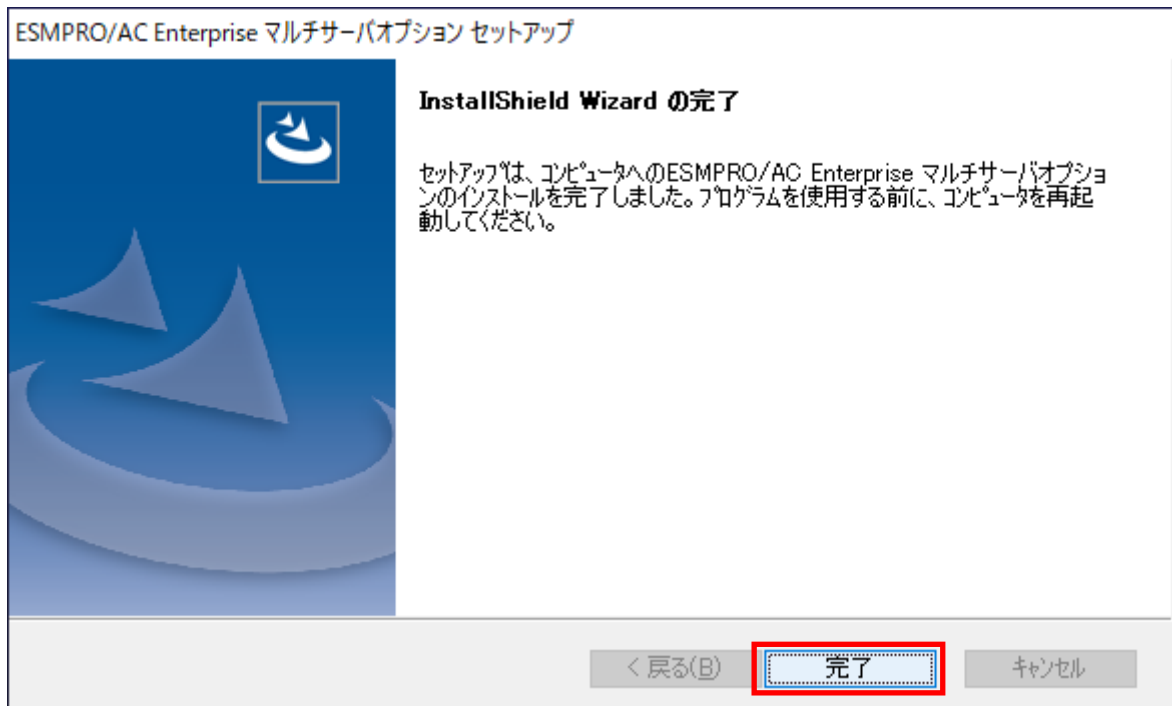 ESMPRO/AC Enterprise マルチサーバオプション セットアップ
InstallShield Wizard の完了
セットアップは、コンピュータへのESMPRO/AC Enterprise マルチサーバオプショ
ンのインストールを完了しました。プログラムを使用する前に、コンピュータを再起
動してください。
< 戻る(B)
完了
キャンセル